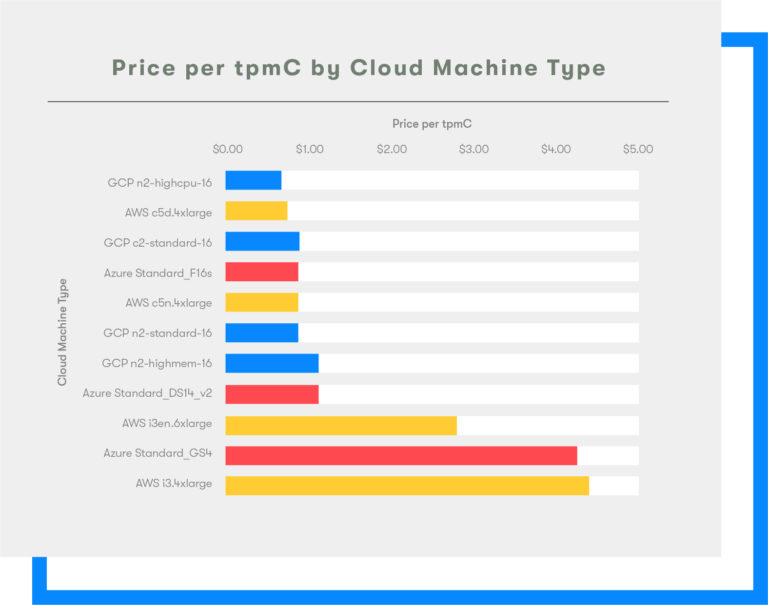 Price per tpmC by Cloud Machine Type
Price per tpmC
$0.00 $1.00 $2.00 $3.00 $4.00 $5.00
Cloud Machine Type
GCP n2-highcpu-16
AWS c5d.4xlarge
GCP c2-standard-16
Azure Standard_F16s
AWS c5n.4xlarge
GCP n2-standard-16
GCP n2-highmem-16
Azure Standard_DS14_v2
AWS i3en.6xlarge
Azure Standard_GS4
AWS i3.4xlarge